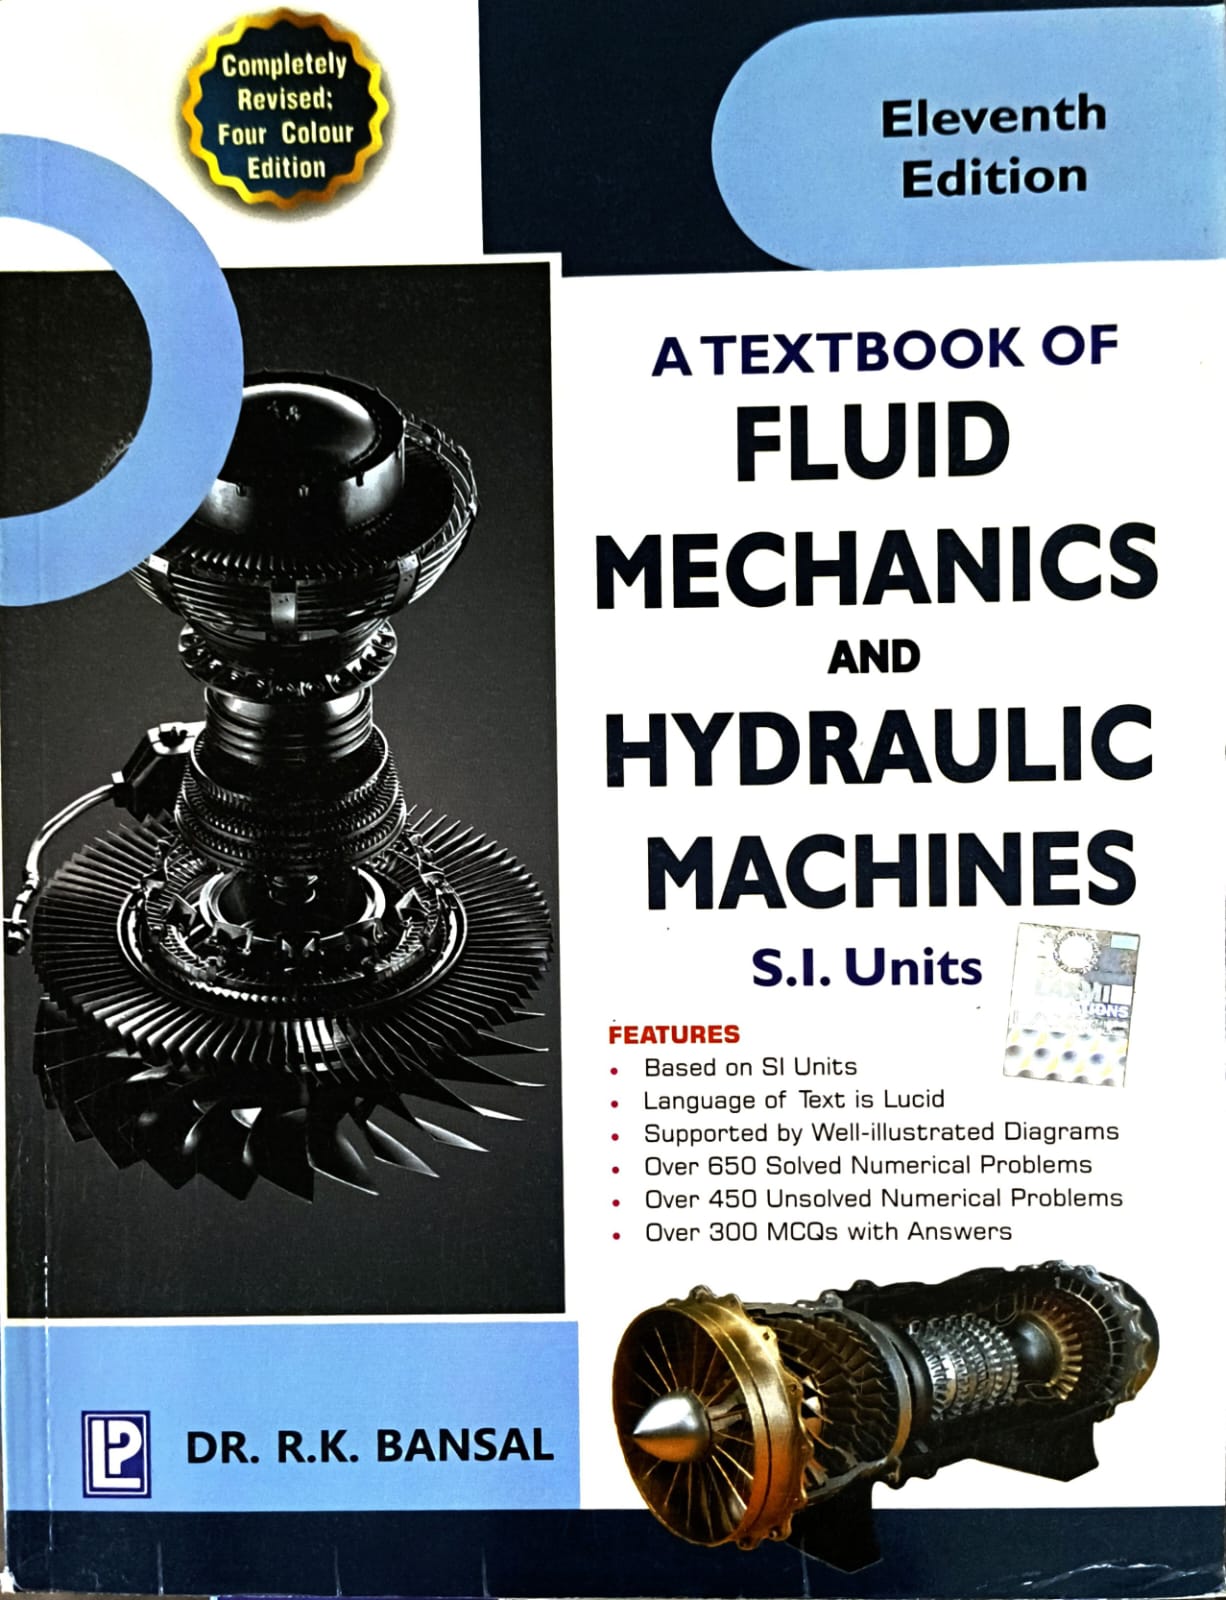 Completely
Revised;
Four Colour
Edition
Eleventh
Edition
A TEXTBOOK OF
FLUID
MECHANICS
AND
HYDRAULIC
MACHINES
S.I. Units
FEATURES
• Based on SI Units
• Language of Text is Lucid
• Supported by Well-illustrated Diagrams
• Over 650 Solved Numerical Problems
• Over 450 Unsolved Numerical Problems
• Over 300 MCQs with Answers
LP
DR. R.K. BANSAL